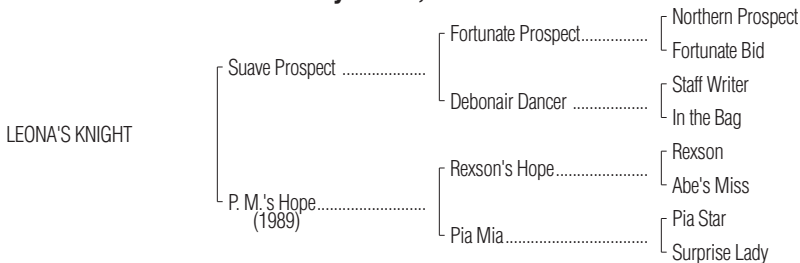 Northern Prospect
Fortunate Prospect................
Fortunate Bid
Suave Prospect ....................
Staff Writer
Debonair Dancer ..................
In the Bag
LEONA'S KNIGHT
Rexson
Rexson's Hope......................
Abe's Miss
P. M.'s Hope..........................
(1989)
Pia Star
Pia Mia..................................
Surprise Lady